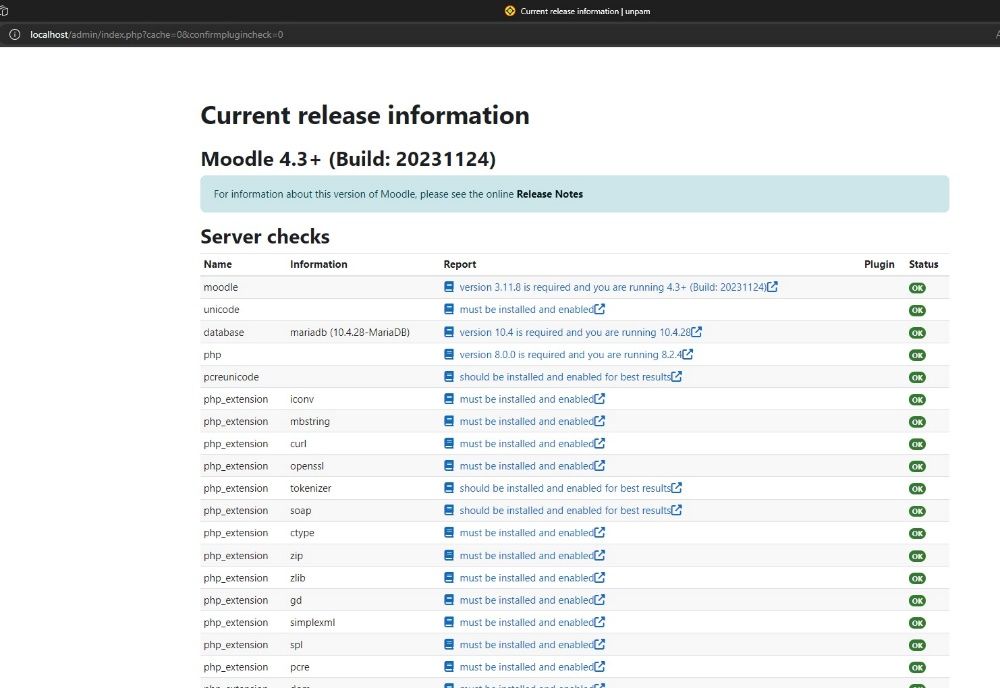 Current release information | unpam
localhost/admin/index.php?cache=0&confirmplugincheck=0
Current release information
Moodle 4.3+ (Build: 20231124)
For information about this version of Moodle, please see the online Release Notes
Server checks
Name Information Report Plugin Status
moodle version 3.11.8 is required and you are running 4.3+ (Build: 20231124) OK
unicode must be installed and enabled OK
database mariadb (10.4.28-MariaDB) version 10.4 is required and you are running 10.4.28 OK
php version 8.0.0 is required and you are running 8.2.4 OK
pcreunicode should be installed and enabled for best results OK
php_extension iconv must be installed and enabled OK
php_extension mbstring must be installed and enabled OK
php_extension curl must be installed and enabled OK
php_extension openssl must be installed and enabled OK
php_extension tokenizer should be installed and enabled for best results OK
php_extension soap should be installed and enabled for best results OK
php_extension ctype must be installed and enabled OK
php_extension zip must be installed and enabled OK
php_extension zlib must be installed and enabled OK
php_extension gd must be installed and enabled OK
php_extension simplexml must be installed and enabled OK
php_extension spl must be installed and enabled OK
php_extension pcre must be installed and enabled OK